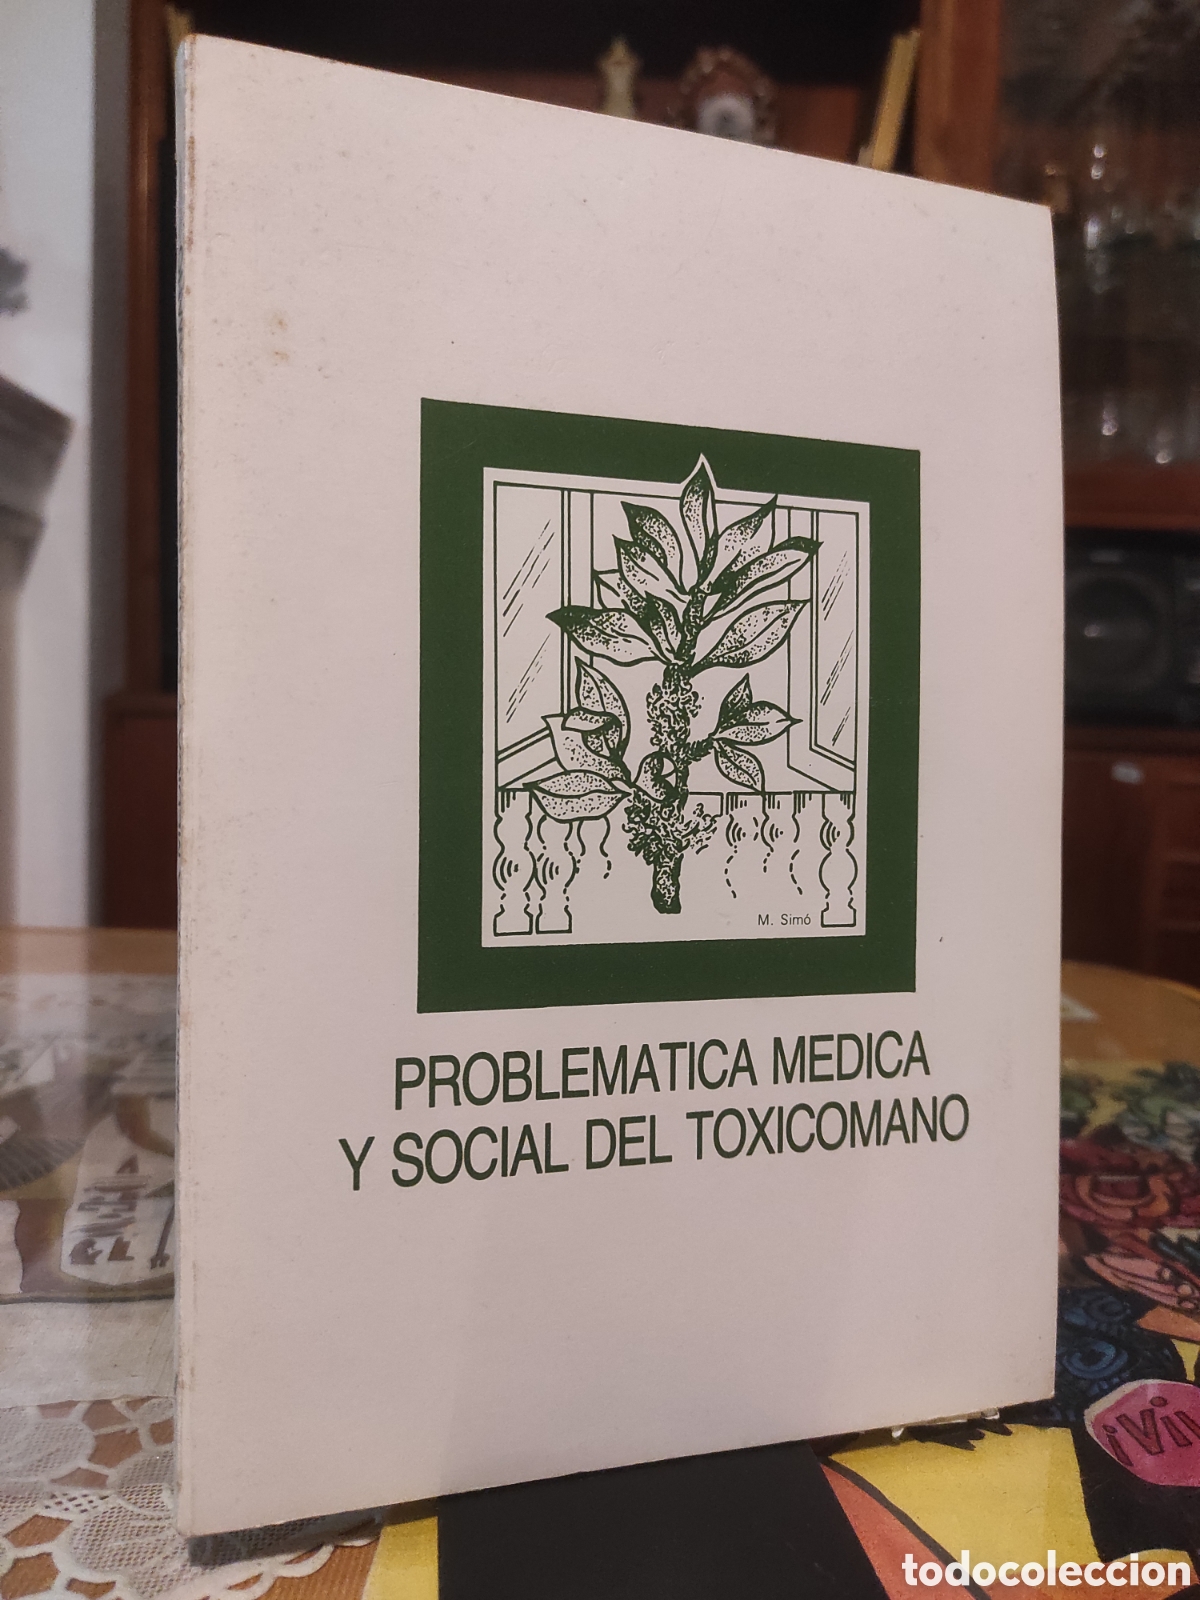 M. Simó
PROBLEMATICA MEDICA
Y SOCIAL DEL TOXICOMANO
todocoleccion